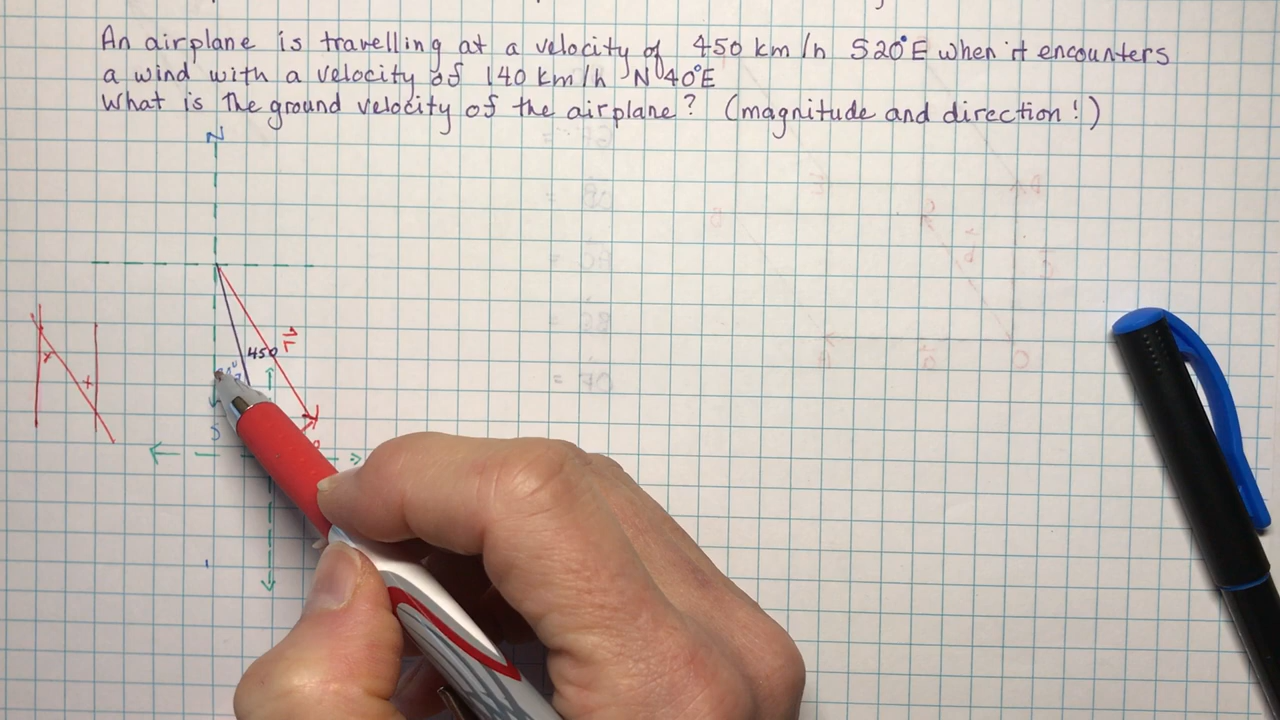 An airplane is travelling at a velocity of 450 km/h S20°E when it encounters
a wind with a velocity of 140 km/h N40°E
What is the ground velocity of the airplane? (magnitude and direction!)
N
450 r
S